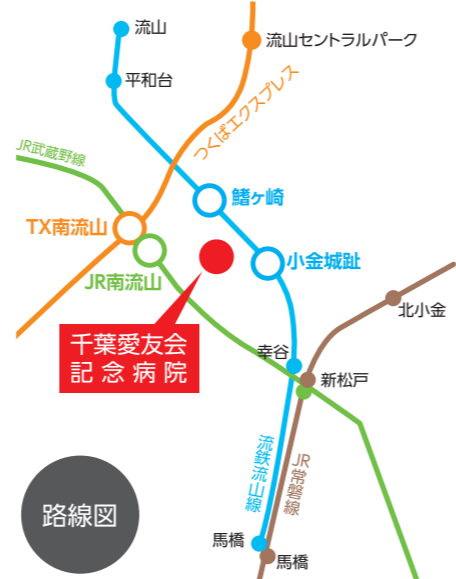 流山
流山セントラルパーク
平和台
つくばエクスプレス
JR武蔵野線
鰭ヶ崎
TX南流山
小金城趾
JR南流山
北小金
千葉愛友会
記念病院
幸谷
新松戸
流鉄流山線
JR常磐線
路線図
馬橋
馬橋